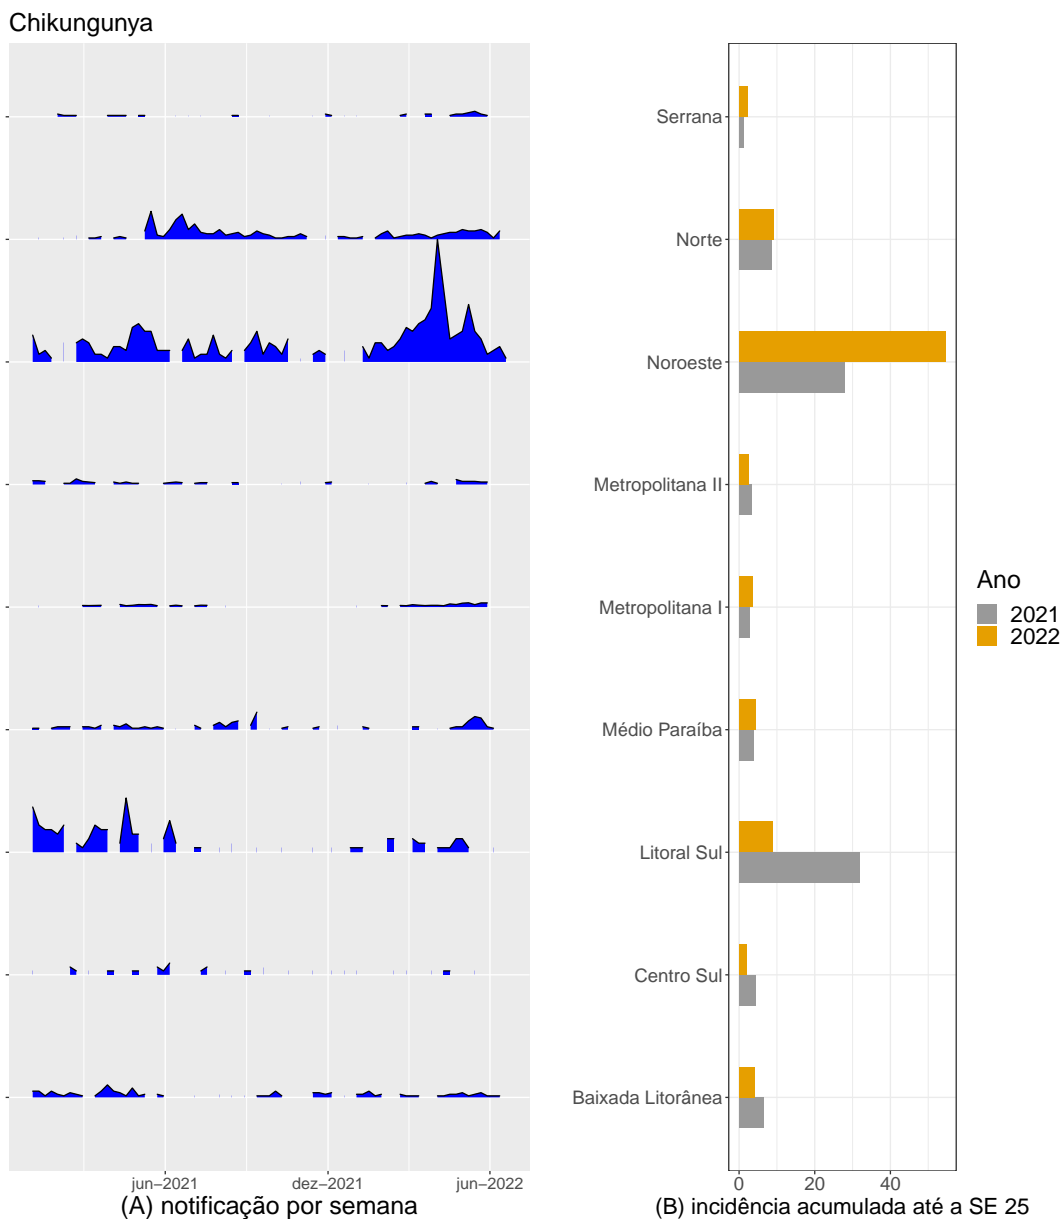 Chikungunya
Serrana
Norte
Noroeste
Metropolitana II
Metropolitana I
Médio Paraíba
Litoral Sul
Centro Sul
Baixada Litorânea
Ano
2021
2022
jun–2021
dez–2021
jun–2022
0
20
40
(A) notificação por semana
(B) incidência acumulada até a SE 25